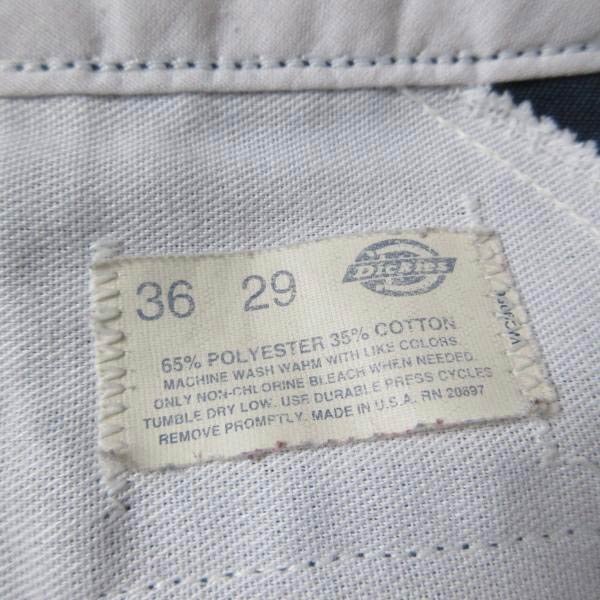 36 29
Dickies
65% POLYESTER 35% COTTON
MACHINE WASH WARM WITH LIKE COLORS.
ONLY NON-CHLORINE BLEACH WHEN NEEDED.
TUMBLE DRY LOW. USE DURABLE PRESS CYCLES
REMOVE PROMPTLY. MADE IN U.S.A. RN 20697